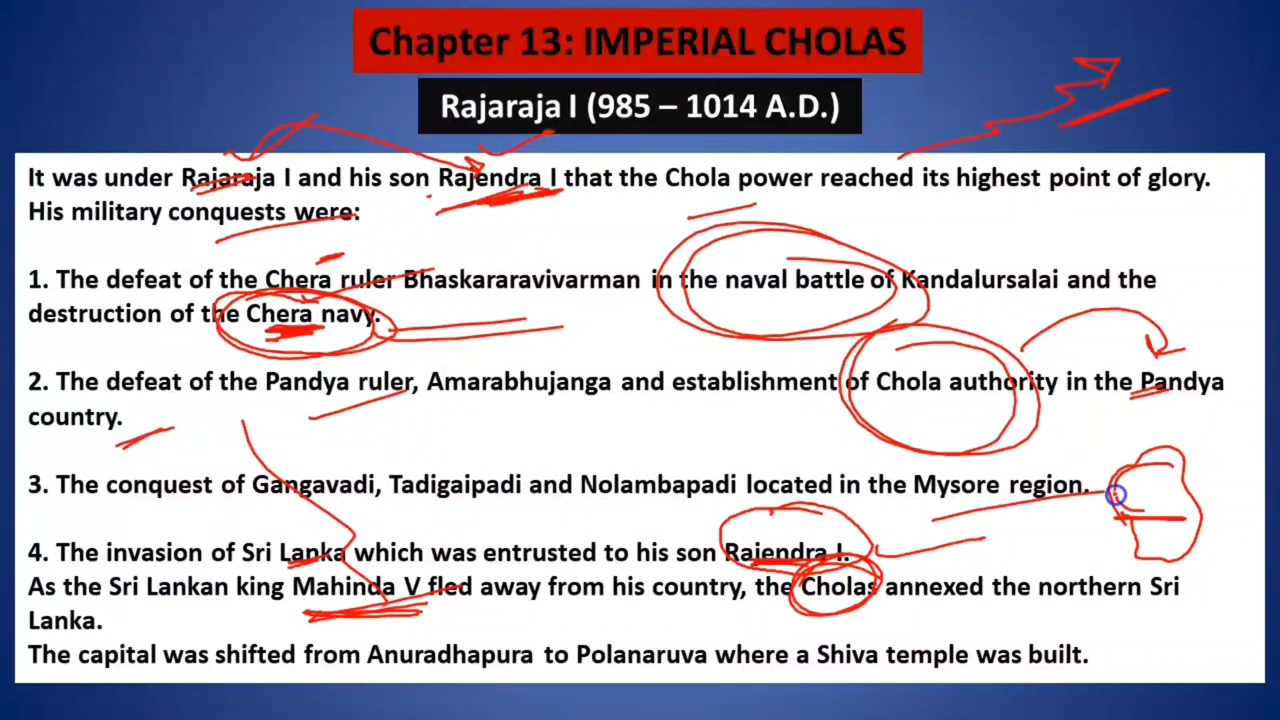 Chapter 13: IMPERIAL CHOLAS
Rajaraja I (985 – 1014 A.D.)
It was under Rajaraja I and his son Rajendra I that the Chola power reached its highest point of glory.
His military conquests were:
1. The defeat of the Chera ruler Bhaskararavivarman in the naval battle of Kandalursalai and the
destruction of the Chera navy.
2. The defeat of the Pandya ruler, Amarabhujanga and establishment of Chola authority in the Pandya
country.
3. The conquest of Gangavadi, Tadigaipadi and Nolambapadi located in the Mysore region.
4. The invasion of Sri Lanka which was entrusted to his son Rajendra I.
As the Sri Lankan king Mahinda V fled away from his country, the Cholas annexed the northern Sri
Lanka.
The capital was shifted from Anuradhapura to Polanaruva where a Shiva temple was built.